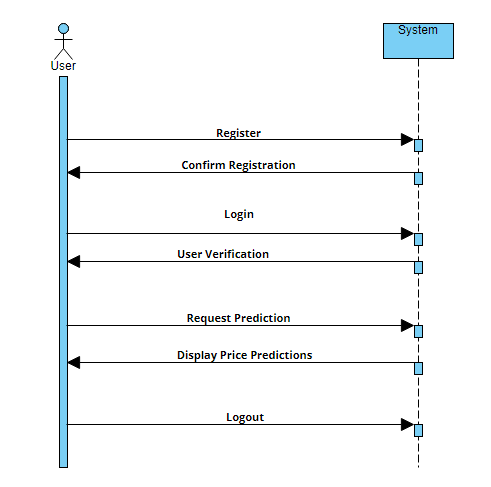 System
User
Register
Confirm Registration
Login
User Verification
Request Prediction
Display Price Predictions
Logout